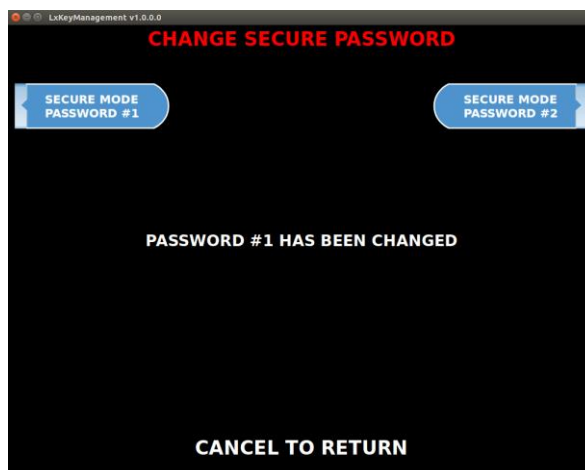 LxKeyManagement v1.0.0.0
CHANGE SECURE PASSWORD
SECURE MODE
PASSWORD #1
SECURE MODE
PASSWORD #2
PASSWORD #1 HAS BEEN CHANGED
CANCEL TO RETURN